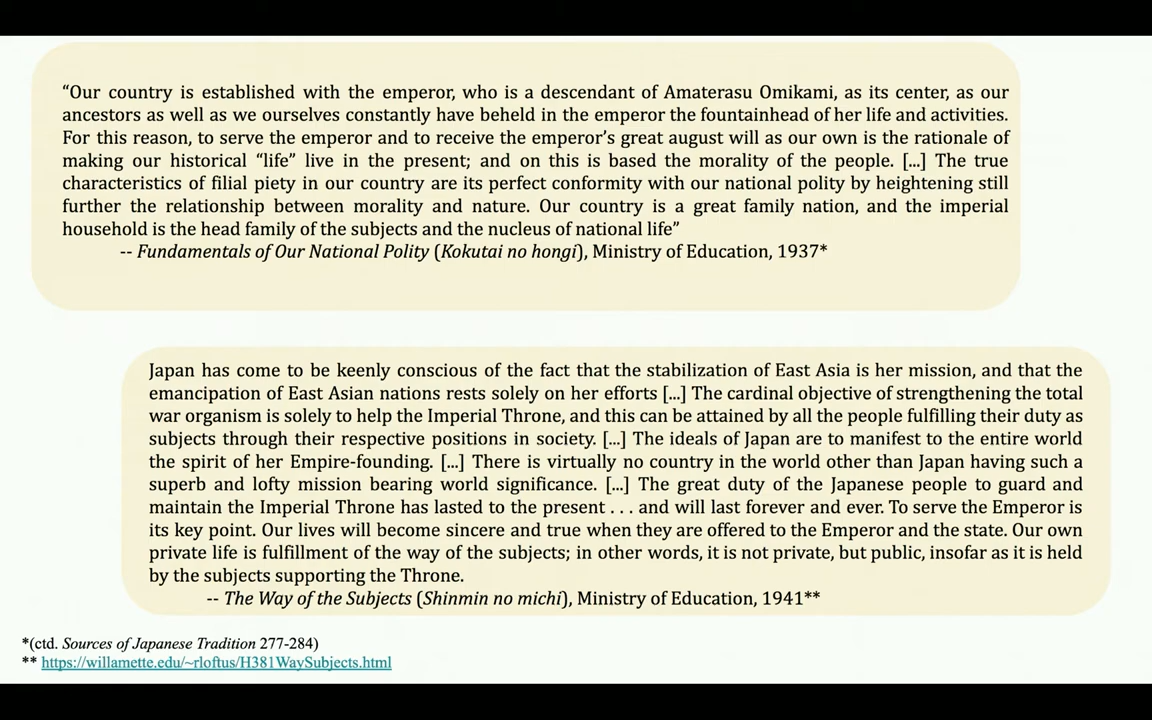 “Our country is established with the emperor, who is a descendant of Amaterasu Omikami, as its center, as our
ancestors as well as we ourselves constantly have beheld in the emperor the fountainhead of her life and activities.
For this reason, to serve the emperor and to receive the emperor’s great august will as our own is the rationale of
making our historical “life” live in the present; and on this is based the morality of the people. [...] The true
characteristics of filial piety in our country are its perfect conformity with our national polity by heightening still
further the relationship between morality and nature. Our country is a great family nation, and the imperial
household is the head family of the subjects and the nucleus of national life”
-- Fundamentals of Our National Polity (Kokutai no hongi), Ministry of Education, 1937*
Japan has come to be keenly conscious of the fact that the stabilization of East Asia is her mission, and that the
emancipation of East Asian nations rests solely on her efforts [...] The cardinal objective of strengthening the total
war organism is solely to help the Imperial Throne, and this can be attained by all the people fulfilling their duty as
subjects through their respective positions in society. [...] The ideals of Japan are to manifest to the entire world
the spirit of her Empire-founding. [...] There is virtually no country in the world other than Japan having such a
superb and lofty mission bearing world significance. [...] The great duty of the Japanese people to guard and
maintain the Imperial Throne has lasted to the present . . . and will last forever and ever. To serve the Emperor is
its key point. Our lives will become sincere and true when they are offered to the Emperor and the state. Our own
private life is fulfillment of the way of the subjects; in other words, it is not private, but public, insofar as it is held
by the subjects supporting the Throne.
-- The Way of the Subjects (Shinmin no michi), Ministry of Education, 1941**
*(ctd. Sources of Japanese Tradition 277-284)
** https://willamette.edu/~rloftus/H381WaySubjects.html